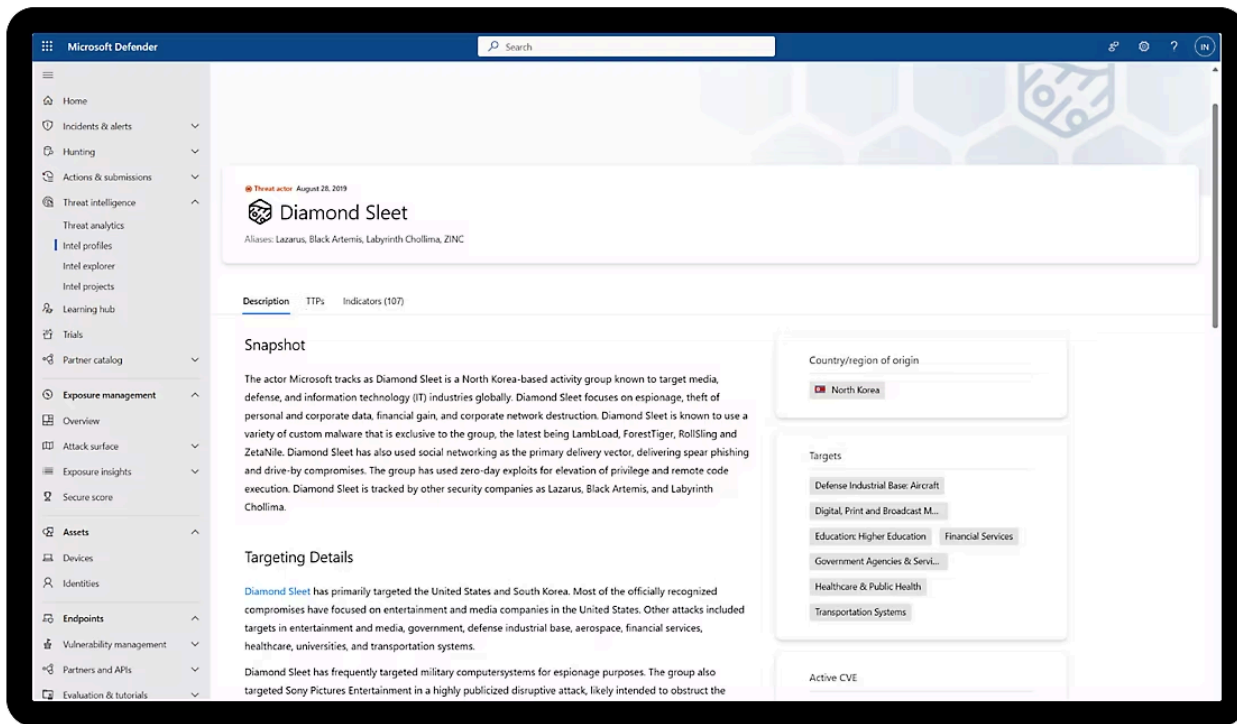 Microsoft Defender
Search
IN
Home
Incidents & alerts
Hunting
Actions & submissions
Threat intelligence
Threat analytics
Intel profiles
Intel explorer
Intel projects
Learning hub
Trials
Partner catalog
Exposure management
Overview
Attack surface
Exposure insights
Secure score
Assets
Devices
Identities
Endpoints
Vulnerability management
Partners and APIs
Evaluation & tutorials
Threat actor August 28, 2019
Diamond Sleet
Aliases: Lazarus, Black Artemis, Labyrinth Chollima, ZINC
Description TTPs Indicators (107)
Snapshot
The actor Microsoft tracks as Diamond Sleet is a North Korea-based activity group known to target media,
defense, and information technology (IT) industries globally. Diamond Sleet focuses on espionage, theft of
personal and corporate data, financial gain, and corporate network destruction. Diamond Sleet is known to use a
variety of custom malware that is exclusive to the group, the latest being LambLoad, ForestTiger, RollSling and
ZetaNile. Diamond Sleet has also used social networking as the primary delivery vector, delivering spear phishing
and drive-by compromises. The group has used zero-day exploits for elevation of privilege and remote code
execution. Diamond Sleet is tracked by other security companies as Lazarus, Black Artemis, and Labyrinth
Chollima.
Targeting Details
Diamond Sleet has primarily targeted the United States and South Korea. Most of the officially recognized
compromises have focused on entertainment and media companies in the United States. Other attacks included
targets in entertainment and media, government, defense industrial base, aerospace, financial services,
healthcare, universities, and transportation systems.
Diamond Sleet has frequently targeted military computersystems for espionage purposes. The group also
targeted Sony Pictures Entertainment in a highly publicized disruptive attack, likely intended to obstruct the
Country/region of origin
North Korea
Targets
Defense Industrial Base: Aircraft
Digital, Print and Broadcast M...
Education: Higher Education Financial Services
Government Agencies & Servi...
Healthcare & Public Health
Transportation Systems
Active CVE